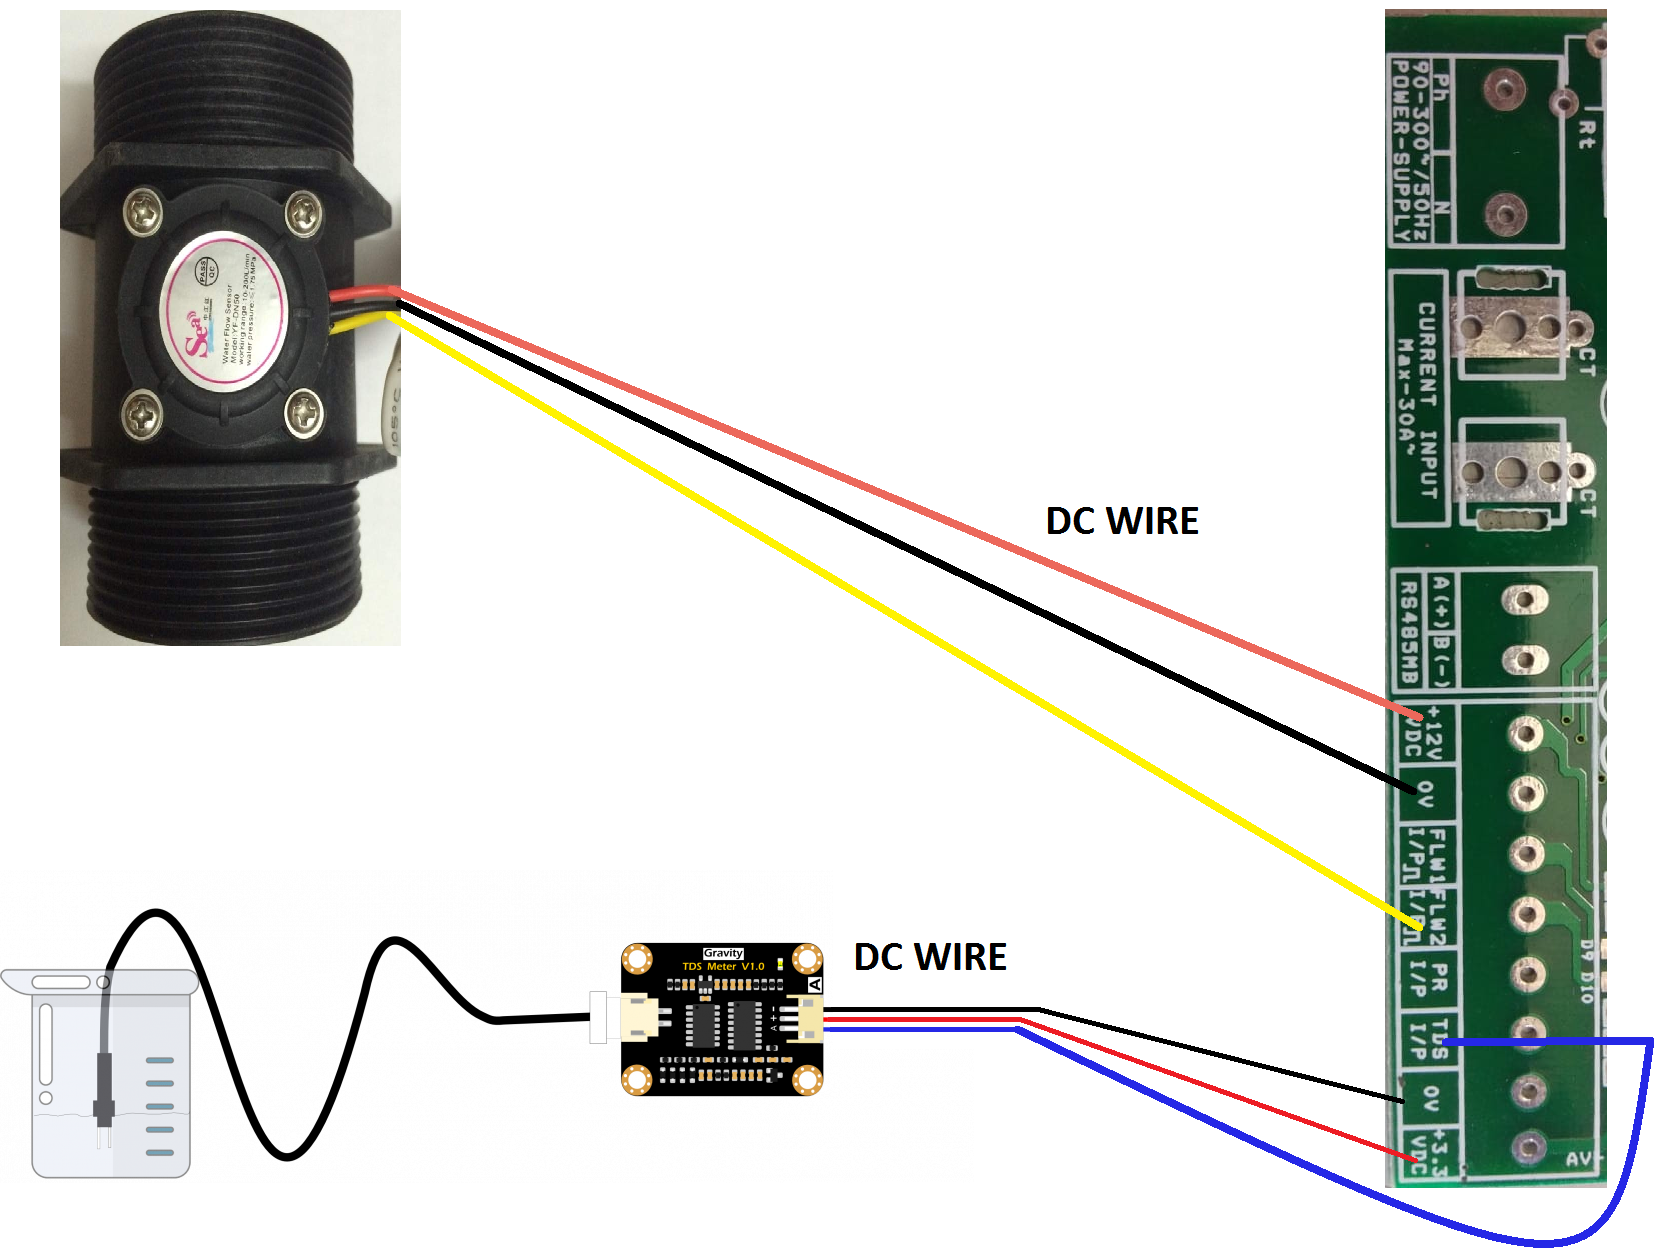 Sea
PASS
QC
Water Flow Sensor
Model:YF-DN50
working range:10-200L/min
water pressure:≤1.75MPa
105°C
DC WIRE
Gravity
TDS Meter V1.0
A
-
+
A
DC WIRE
Ph
N
90-300~/50Hz
POWER-SUPPLY
Rt
CT
CURRENT INPUT
Max-30A~
CT
A(+)
B(-)
RS485MB
+12V
VDC
0V
FLW1
I/P
FLW2
I/P
PR
I/P
TDS
I/P
0V
+3.3
VDC
D9 D10
AV-